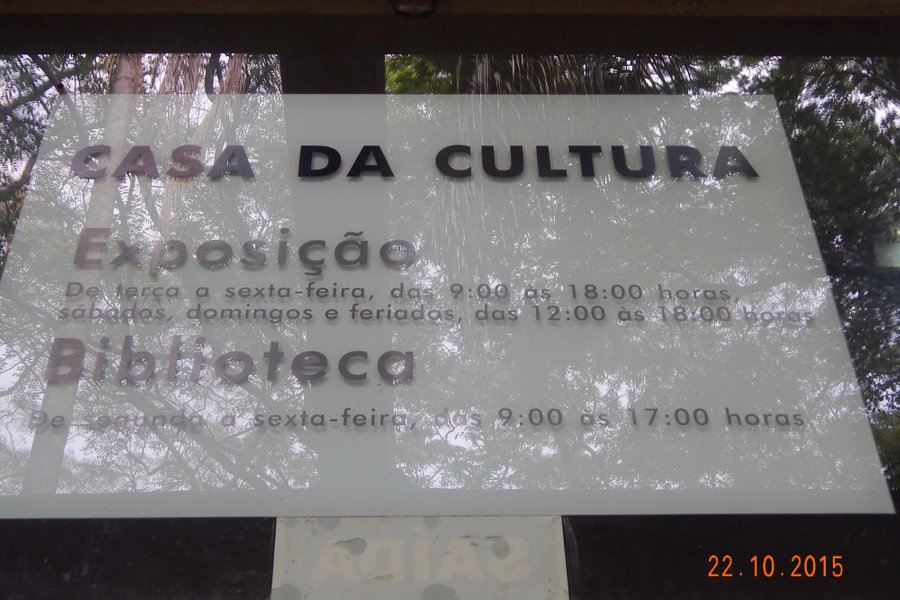 CASA DA CULTURA
Exposição
De terça a sexta-feira, das 9:00 às 18:00 horas,
sábados, domingos e feriados, das 12:00 às 18:00 horas
Biblioteca
De segunda a sexta-feira, das 9:00 às 17:00 horas
SAÍDA
22.10.2015